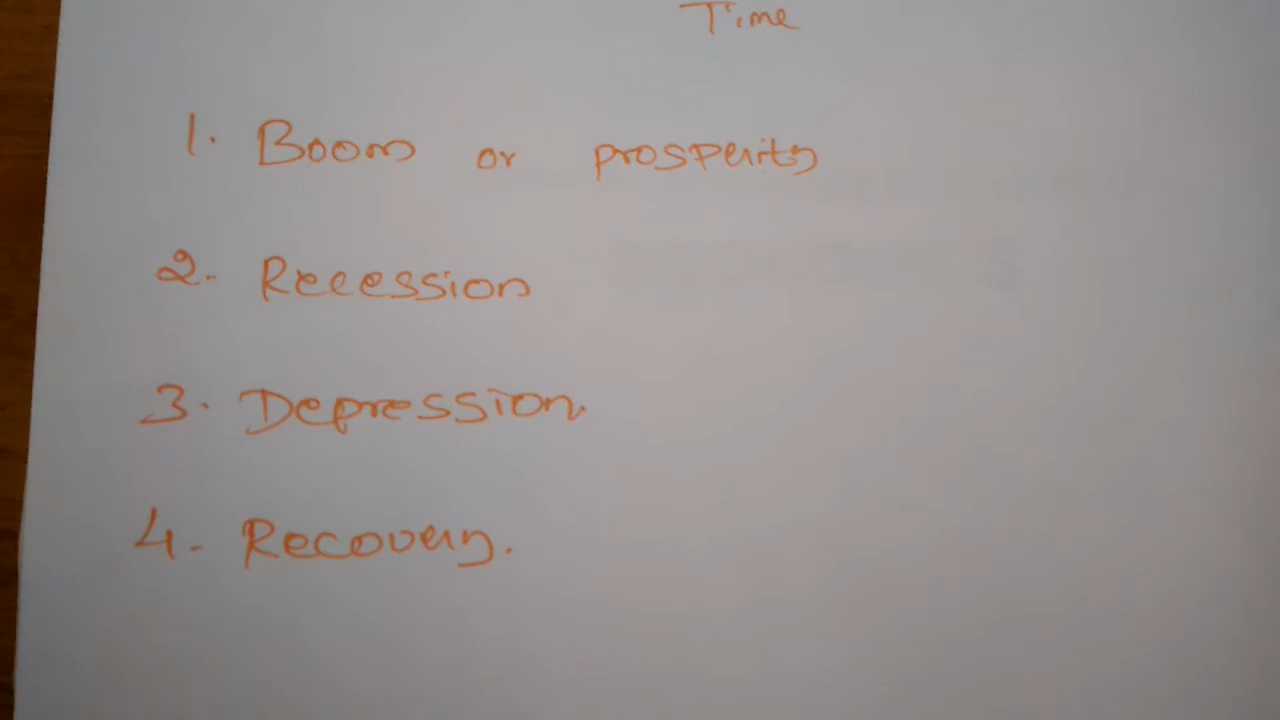 Time
1. Boom or prosperity
2. Recession
3. Depression.
4. Recovery.